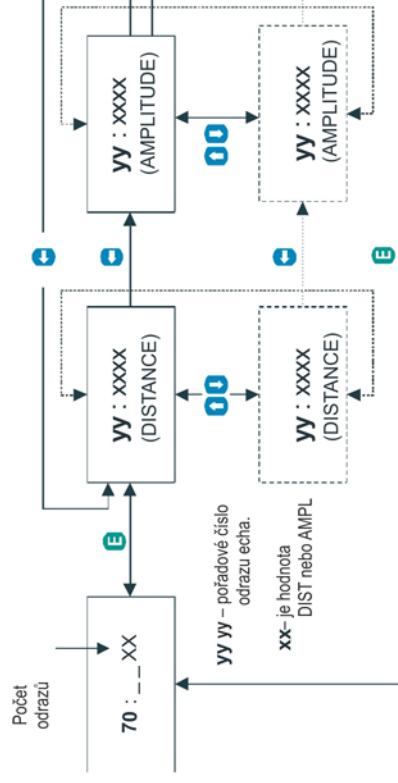 Počet
odrazů
70 : _ _ XX
E
yy : XXXX
(DISTANCE)
yy : XXXX
(AMPLITUDE)
yy yy – pořadové číslo
odrazu echa.
xx– je hodnota
DIST nebo AMPL
yy : XXXX
(DISTANCE)
yy : XXXX
(AMPLITUDE)
E